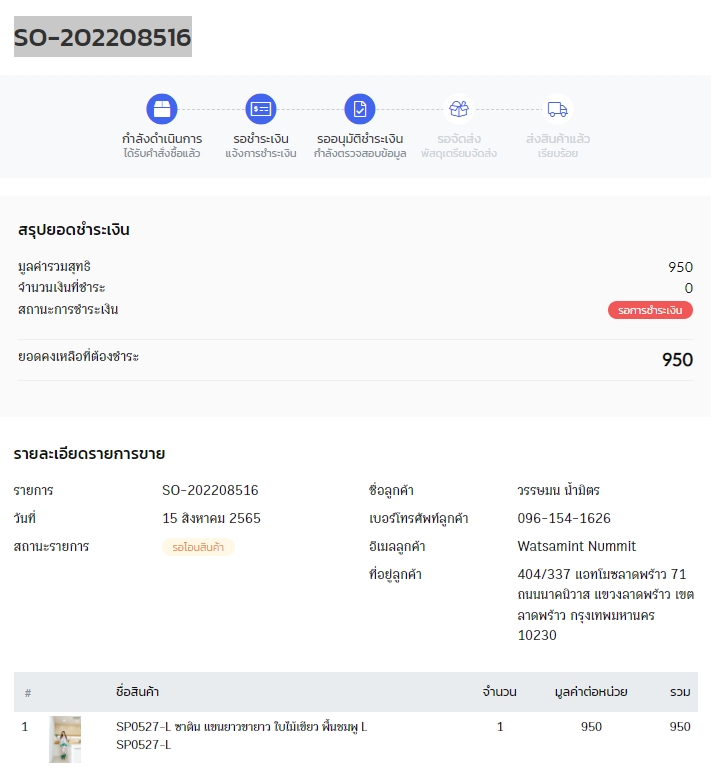 SO-202208516
กำลังดำเนินการ
ได้รับคำสั่งซื้อแล้ว
รอชำระเงิน
แจ้งการชำระเงิน
รออนุมัติชำระเงิน
กำลังตรวจสอบข้อมูล
รอจัดส่ง
พัสดุเตรียมจัดส่ง
ส่งสินค้าแล้ว
เรียบร้อย
สรุปยอดชำระเงิน
มูลค่ารวมสุทธิ 950
จำนวนเงินที่ชำระ 0
สถานะการชำระเงิน รอการชำระเงิน
ยอดคงเหลือที่ต้องชำระ 950
รายละเอียดรายการขาย
รายการ SO-202208516
วันที่ 15 สิงหาคม 2565
สถานะรายการ รอโอนสินค้า
ชื่อลูกค้า วรรษมน น้ำมิตร
เบอร์โทรศัพท์ลูกค้า 096-154-1626
อีเมลลูกค้า Watsamint Nummit
ที่อยู่ลูกค้า 404/337 แอทโมซลาดพร้าว 71
ถนนนาคนิวาส แขวงลาดพร้าว เขต
ลาดพร้าว กรุงเทพมหานคร
10230
# ชื่อสินค้า จำนวน มูลค่าต่อหน่วย รวม
1 SP0527-L ซาติน แขนยาวขายาว ใบไม้เขียว พื้นชมพู L 1 950 950
SP0527-L